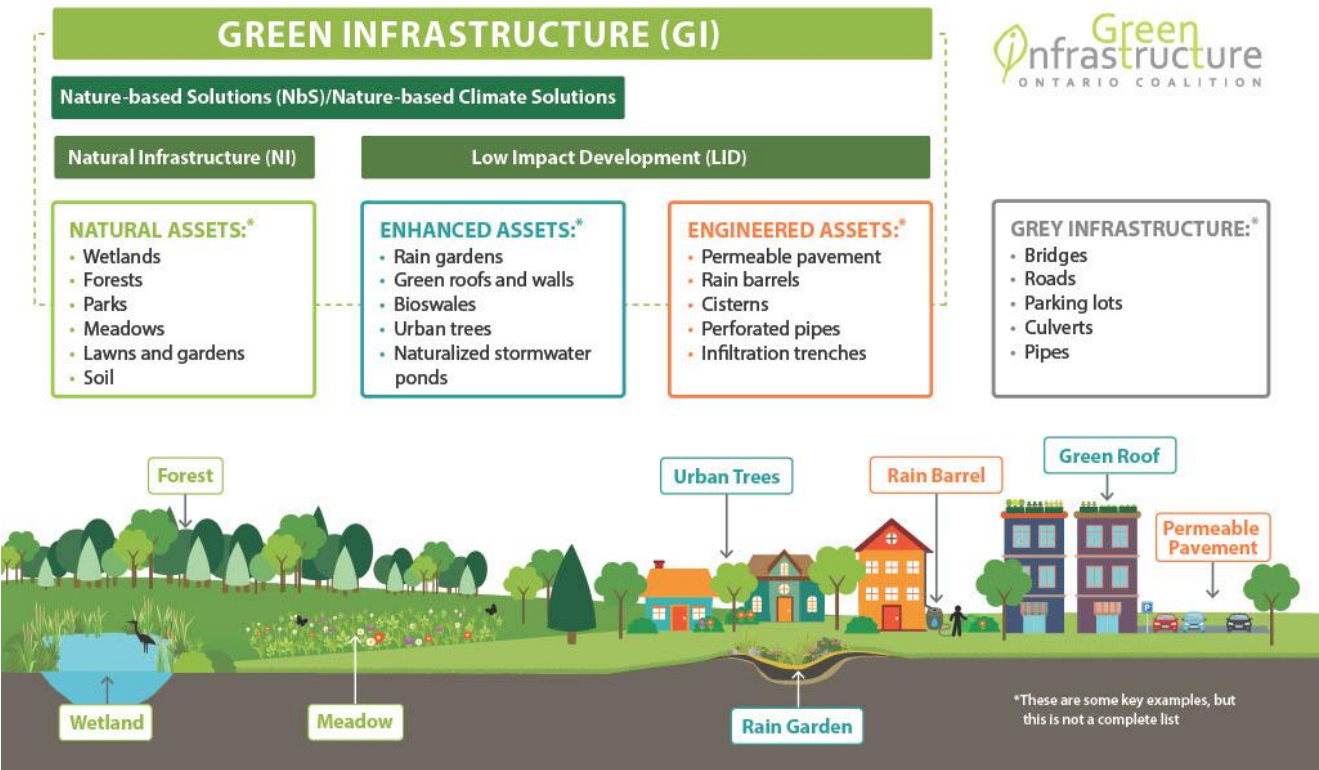 GREEN INFRASTRUCTURE (GI)
Green
infrastructure
ONTARIO COALITION
Nature-based Solutions (NbS)/Nature-based Climate Solutions
Natural Infrastructure (NI)
Low Impact Development (LID)
NATURAL ASSETS:*
• Wetlands
• Forests
• Parks
• Meadows
• Lawns and gardens
• Soil
ENHANCED ASSETS:*
• Rain gardens
• Green roofs and walls
• Bioswales
• Urban trees
• Naturalized stormwater
ponds
ENGINEERED ASSETS:*
• Permeable pavement
• Rain barrels
• Cisterns
• Perforated pipes
• Infiltration trenches
GREY INFRASTRUCTURE:*
• Bridges
• Roads
• Parking lots
• Culverts
• Pipes
Forest
Urban Trees
Rain Barrel
Green Roof
Permeable
Pavement
P
Wetland
Meadow
Rain Garden
*These are some key examples, but
this is not a complete list